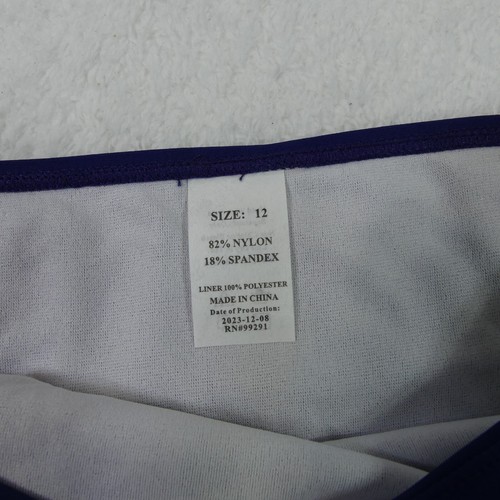 SIZE: 12
82% NYLON
18% SPANDEX
LINER 100% POLYESTER
MADE IN CHINA
Date of Production:
2023-12-08
RN#99291